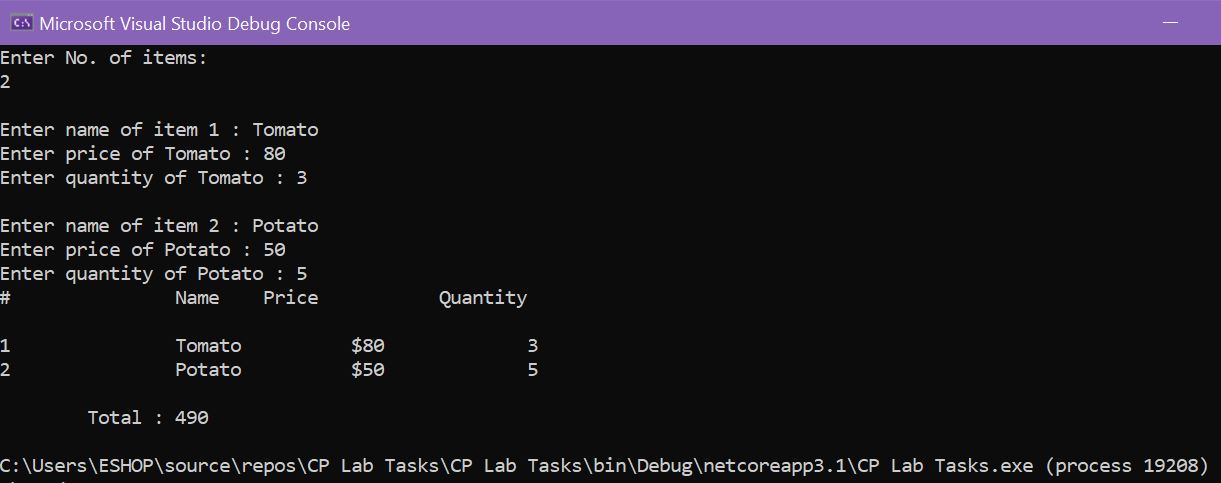 Microsoft Visual Studio Debug Console
Enter No. of items:
2
Enter name of item 1 : Tomato
Enter price of Tomato : 80
Enter quantity of Tomato : 3
Enter name of item 2 : Potato
Enter price of Potato : 50
Enter quantity of Potato : 5
# Name Price Quantity
1 Tomato $80 3
2 Potato $50 5
Total : 490
C:\Users\ESHOP\source\repos\CP Lab Tasks\CP Lab Tasks\bin\Debug\netcoreapp3.1\CP Lab Tasks.exe (process 19208)